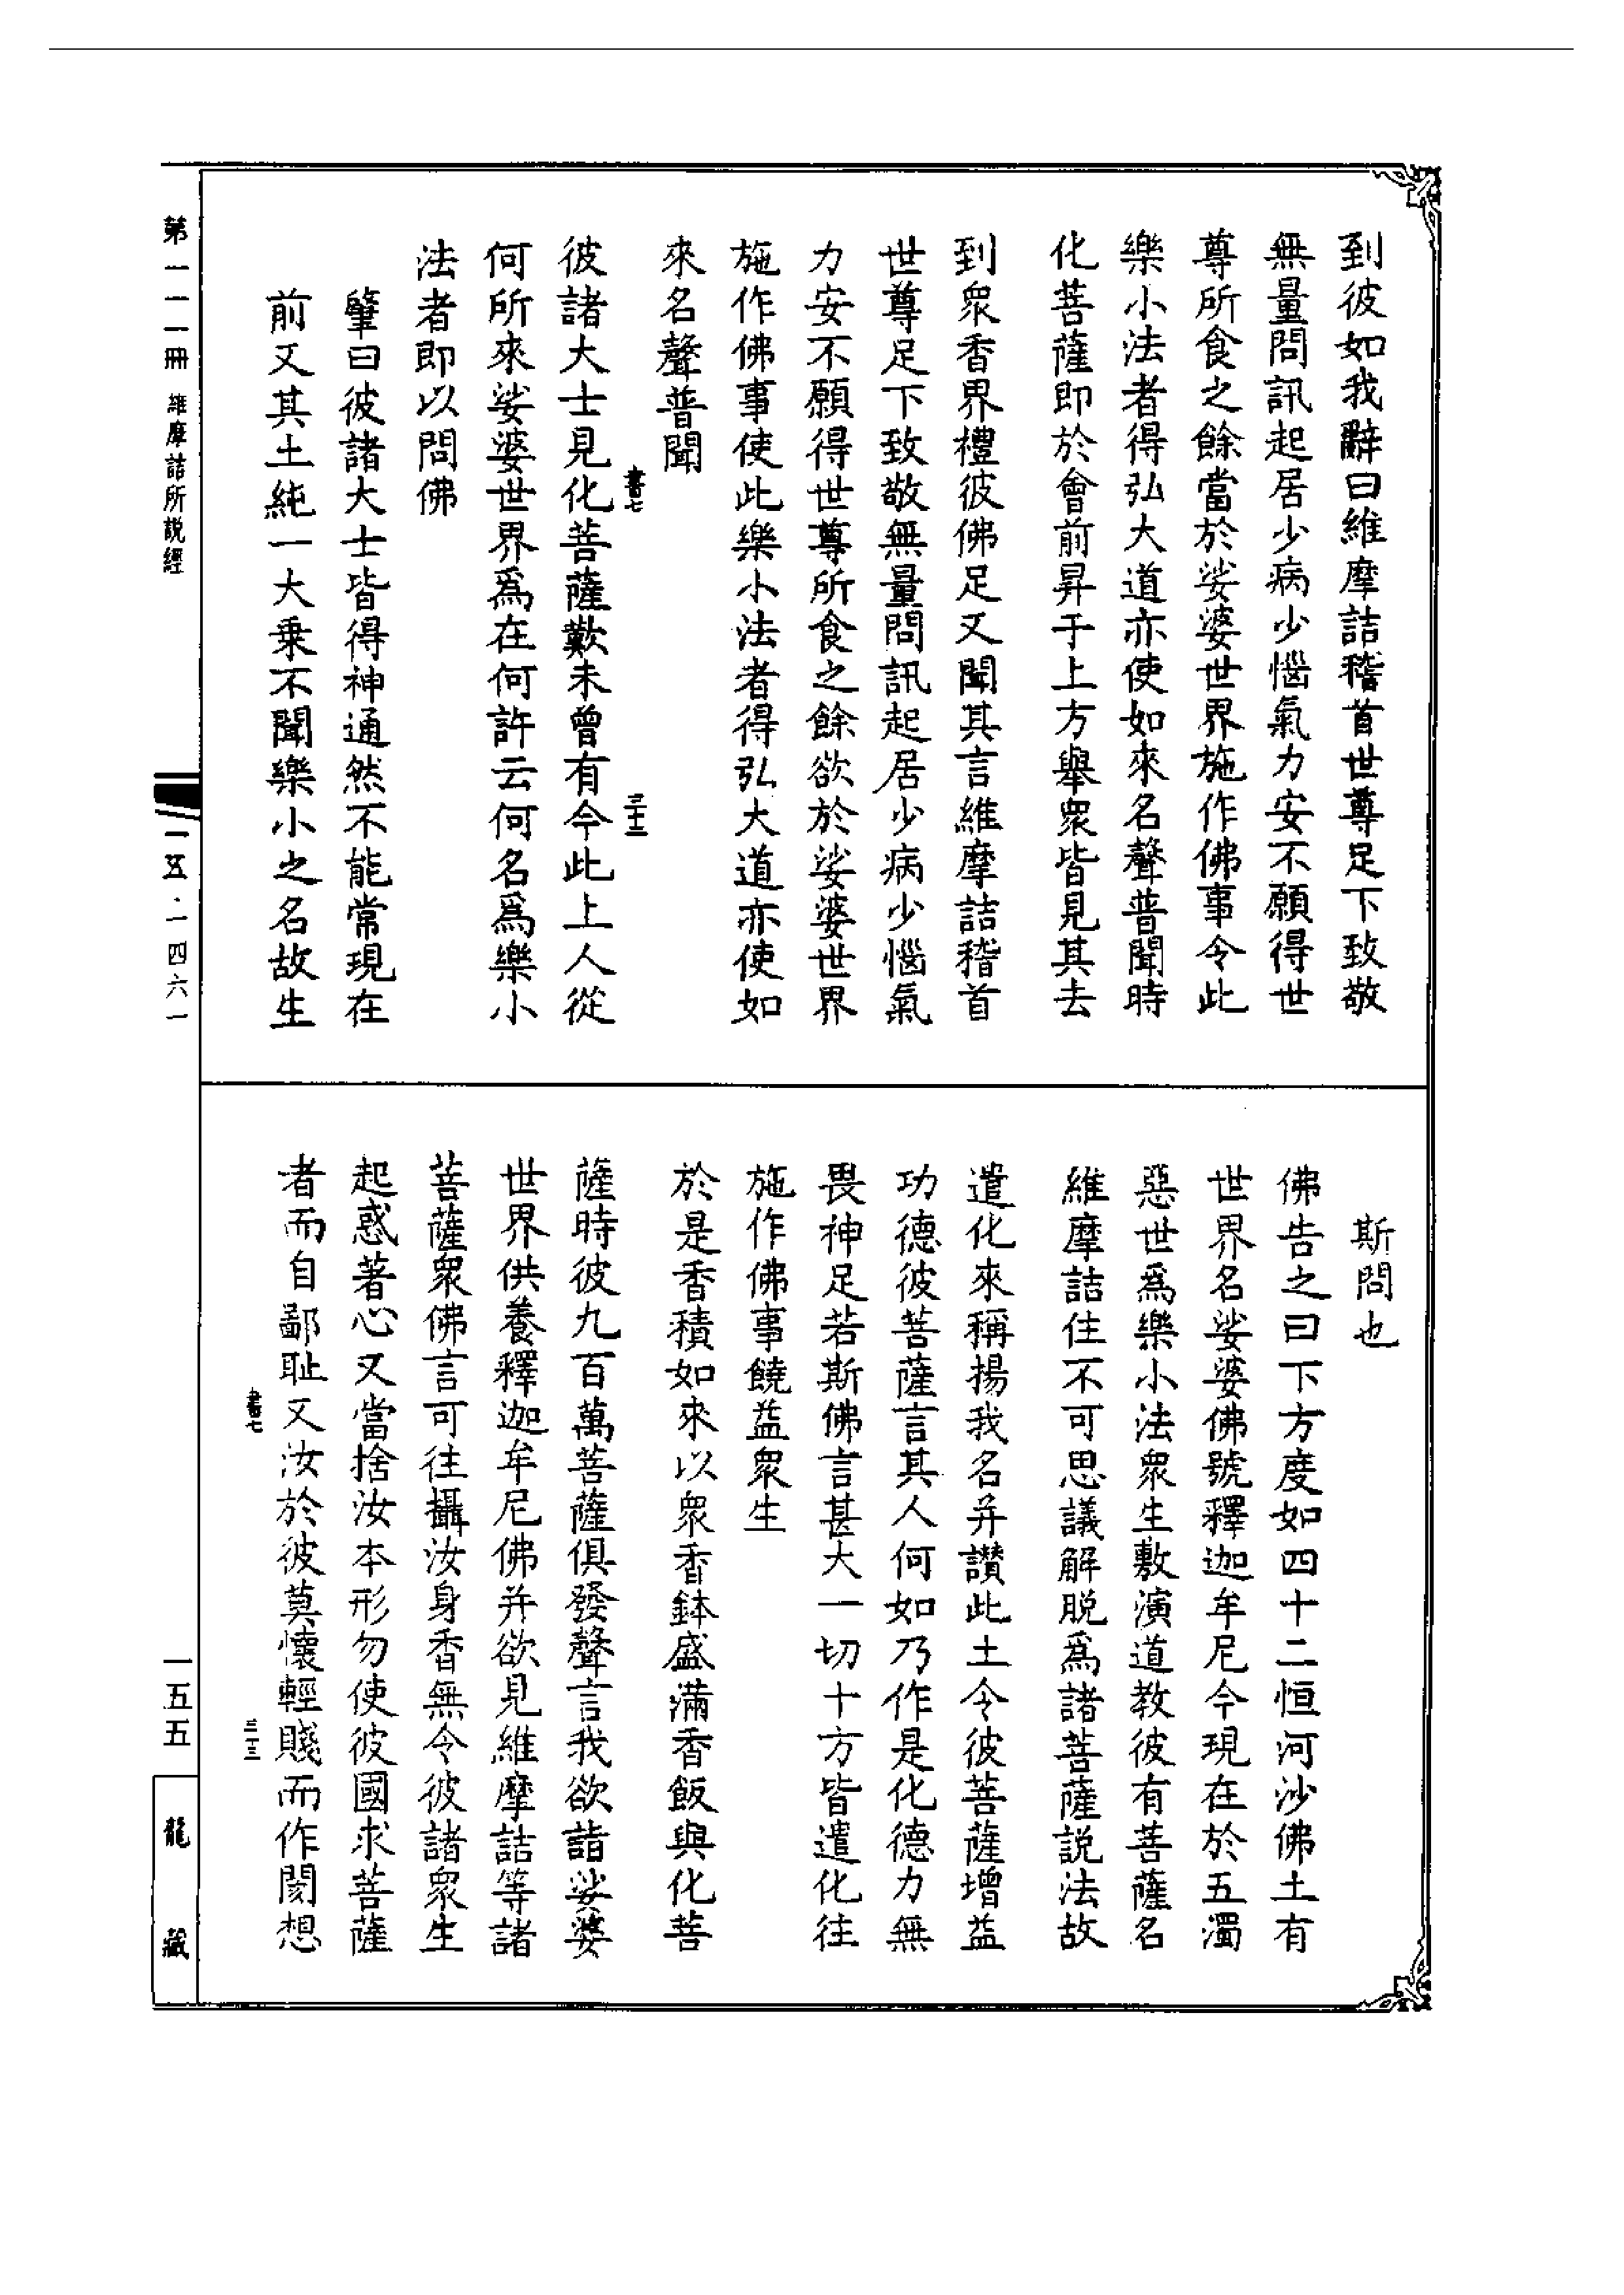 到彼如我辭曰維摩詰稽首世尊足下致敬
無量問訊起居少病少惱氣力安不願得世
尊所食之餘當於娑婆世界施作佛事令此
樂小法者得弘大道亦使如來名聲普聞時
化菩薩即於會前昇于上方舉衆皆見其去
到衆香界禮彼佛足又聞其言維摩詰稽首
世尊足下致敬無量問訊起居少病少惱氣
力安不願得世尊所食之餘欲於娑婆世界
施作佛事使此樂小法者得弘大道亦使如
來名聲普聞
書七
三十二
彼諸大士見化菩薩歎未曾有今此上人從
何所來娑婆世界爲在何許云何名爲樂小
法者即以問佛
肇曰彼諸大士皆得神通然不能常現在
前又其土純一大乗不聞樂小之名故生
斯問也
佛告之曰下方度如四十二恒河沙佛土有
世界名娑婆佛號釋迦牟尼今現在於五濁
惡世爲樂小法衆生敷演道教彼有菩薩名
維摩詰住不可思議解脱爲諸菩薩説法故
遣化來稱揚我名并讃此土令彼菩薩增益
功德彼菩薩言其人何如乃作是化德力無
畏神足若斯佛言甚大一切十方皆遣化往
施作佛事饒益衆生
於是香積如來以衆香鉢盛滿香飯與化菩
薩時彼九百萬菩薩俱發聲言我欲詣娑婆
世界供養釋迦牟尼佛并欲見維摩詰等諸
菩薩衆佛言可往攝汝身香無令彼諸衆生
起惑著心又當捨汝本形勿使彼國求菩薩
者而自鄙耻又汝於彼莫懷輕賤而作閡想
書七
三十三
第一一一冊 維摩詰所説經
一五·一四六一
一五五
龍藏